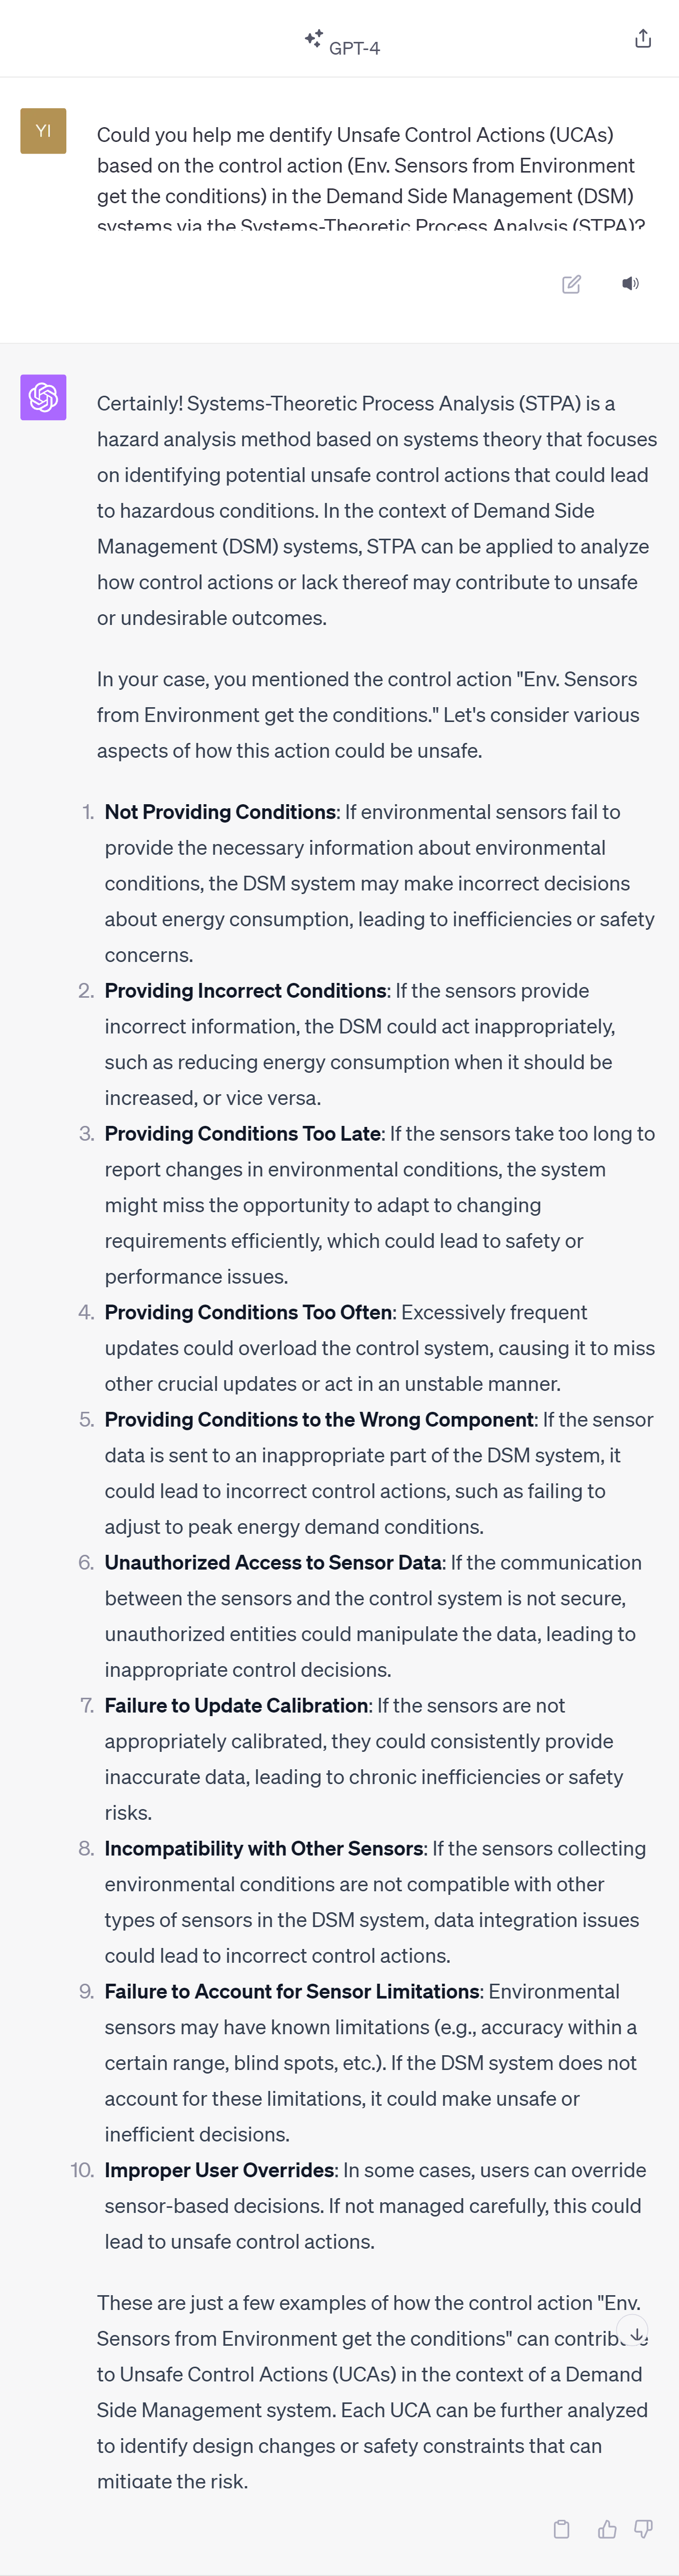 GPT-4
YI
Could you help me dentify Unsafe Control Actions (UCAs)
based on the control action (Env. Sensors from Environment
get the conditions) in the Demand Side Management (DSM)
systems via the Systems-Theoretic Process Analysis (STPA)?
Certainly! Systems-Theoretic Process Analysis (STPA) is a
hazard analysis method based on systems theory that focuses
on identifying potential unsafe control actions that could lead
to hazardous conditions. In the context of Demand Side
Management (DSM) systems, STPA can be applied to analyze
how control actions or lack thereof may contribute to unsafe
or undesirable outcomes.
In your case, you mentioned the control action "Env. Sensors
from Environment get the conditions." Let's consider various
aspects of how this action could be unsafe.
1. Not Providing Conditions: If environmental sensors fail to
provide the necessary information about environmental
conditions, the DSM system may make incorrect decisions
about energy consumption, leading to inefficiencies or safety
concerns.
2. Providing Incorrect Conditions: If the sensors provide
incorrect information, the DSM could act inappropriately,
such as reducing energy consumption when it should be
increased, or vice versa.
3. Providing Conditions Too Late: If the sensors take too long to
report changes in environmental conditions, the system
might miss the opportunity to adapt to changing
requirements efficiently, which could lead to safety or
performance issues.
4. Providing Conditions Too Often: Excessively frequent
updates could overload the control system, causing it to miss
other crucial updates or act in an unstable manner.
5. Providing Conditions to the Wrong Component: If the sensor
data is sent to an inappropriate part of the DSM system, it
could lead to incorrect control actions, such as failing to
adjust to peak energy demand conditions.
6. Unauthorized Access to Sensor Data: If the communication
between the sensors and the control system is not secure,
unauthorized entities could manipulate the data, leading to
inappropriate control decisions.
7. Failure to Update Calibration: If the sensors are not
appropriately calibrated, they could consistently provide
inaccurate data, leading to chronic inefficiencies or safety
risks.
8. Incompatibility with Other Sensors: If the sensors collecting
environmental conditions are not compatible with other
types of sensors in the DSM system, data integration issues
could lead to incorrect control actions.
9. Failure to Account for Sensor Limitations: Environmental
sensors may have known limitations (e.g., accuracy within a
certain range, blind spots, etc.). If the DSM system does not
account for these limitations, it could make unsafe or
inefficient decisions.
10. Improper User Overrides: In some cases, users can override
sensor-based decisions. If not managed carefully, this could
lead to unsafe control actions.
These are just a few examples of how the control action "Env.
Sensors from Environment get the conditions" can contribute
to Unsafe Control Actions (UCAs) in the context of a Demand
Side Management system. Each UCA can be further analyzed
to identify design changes or safety constraints that can
mitigate the risk.